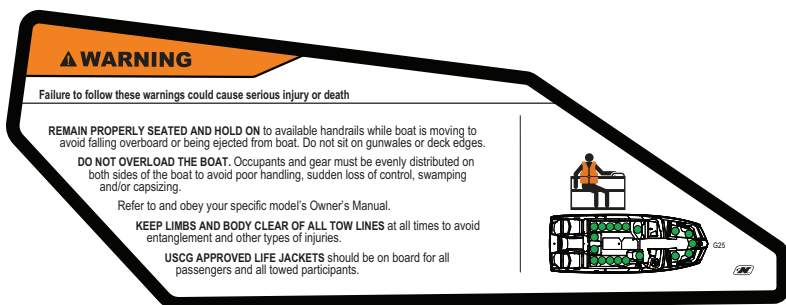 WARNING
Failure to follow these warnings could cause serious injury or death
REMAIN PROPERLY SEATED AND HOLD ON to available handrails while boat is moving to
avoid falling overboard or being ejected from boat. Do not sit on gunwales or deck edges.
DO NOT OVERLOAD THE BOAT. Occupants and gear must be evenly distributed on
both sides of the boat to avoid poor handling, sudden loss of control, swamping
and/or capsizing.
Refer to and obey your specific model's Owner's Manual.
KEEP LIMBS AND BODY CLEAR OF ALL TOW LINES at all times to avoid
entanglement and other types of injuries.
USCG APPROVED LIFE JACKETS should be on board for all
passengers and all towed participants.
G25